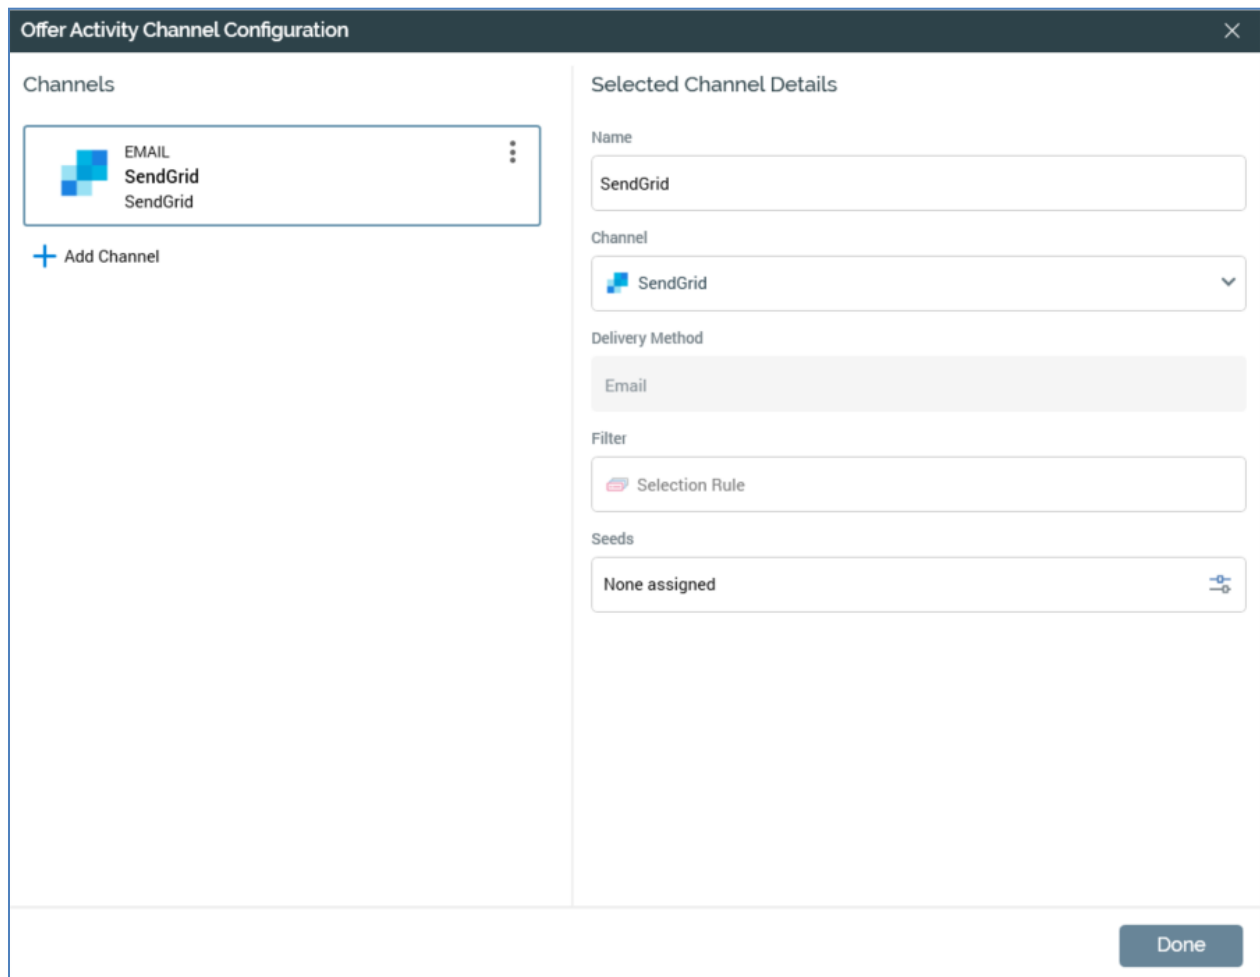 Offer Activity Channel Configuration
Channels
EMAIL
SendGrid
SendGrid
Add Channel
Selected Channel Details
Name
SendGrid
Channel
SendGrid
Delivery Method
Email
Filter
Selection Rule
Seeds
None assigned
Done